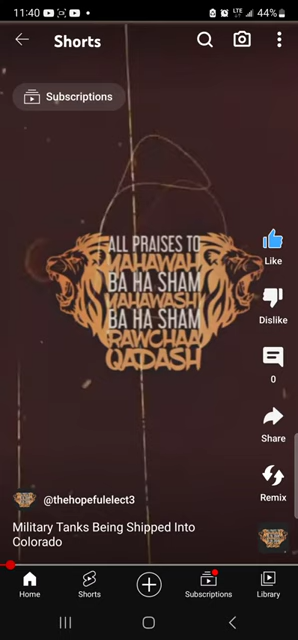 11:40
LTE
44%
Shorts
Subscriptions
ALL PRAISES TO
YAHAWAH
BA HA SHAM
YAHAWASHI
BA HA SHAM
RAWCHAA
QADASH
Like
Dislike
0
Share
Remix
@thehopefulelect3
Military Tanks Being Shipped Into
Colorado
Home
Shorts
Subscriptions
Library